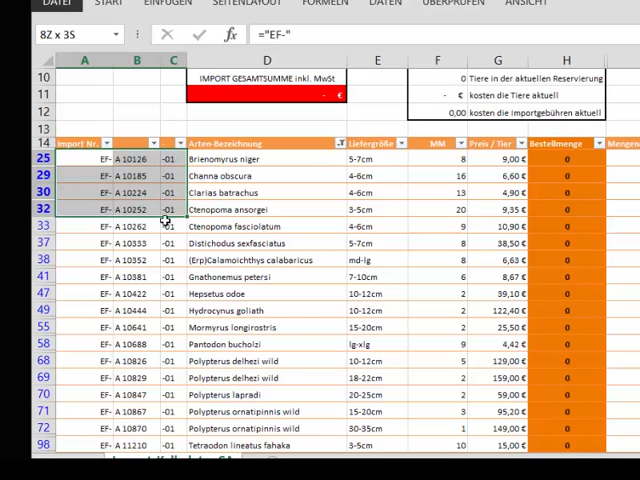 DATEI START EINFÜGEN SEITENLAYOUT FORMELN DATEN ÜBERPRÜFEN ANSICHT
8Z x 3S fx ="EF-"
A B C D E F G H
10 IMPORT GESAMTSUMME inkl. MwSt 0 Tiere in der aktuellen Reservierung
11 - € - € kosten die Tiere aktuell
12 0,00 kosten die Importgebühren aktuell
13
14 Import Nr. - Arten-Bezeichnung Liefergröße MM Preis / Tier Bestellmenge
25 EF- A 10126 -01 Brienomyrus niger 5-7cm 8 9,00 € 0
29 EF- A 10185 -01 Channa obscura 4-6cm 16 6,60 € 0
30 EF- A 10224 -01 Clarias batrachus 4-6cm 13 4,90 € 0
32 EF- A 10252 -01 Ctenopoma ansorgei 3-5cm 20 9,35 € 0
33 EF- A 10262 -01 Ctenopoma fasciolatum 4-6cm 9 10,90 € 0
37 EF- A 10333 -01 Distichodus sexfasciatus 5-7cm 8 38,50 € 0
38 EF- A 10352 -01 (Erp)Calamoichthys calabaricus md-lg 8 6,63 € 0
41 EF- A 10381 -01 Gnathonemus petersi 7-10cm 6 8,67 € 0
47 EF- A 10422 -01 Hepsetus odoe 10-12cm 2 39,10 € 0
49 EF- A 10444 -01 Hydrocynus goliath 10-12cm 2 122,40 € 0
55 EF- A 10641 -01 Mormyrus longirostris 15-20cm 2 25,50 € 0
58 EF- A 10688 -01 Pantodon bucholzi lg-xlg 9 4,42 € 0
68 EF- A 10826 -01 Polypterus delhezi wild 10-12cm 5 129,00 € 0
69 EF- A 10828 -01 Polypterus delhezi wild 18-22cm 2 159,00 € 0
70 EF- A 10847 -01 Polypterus lapradi 20-25cm 2 59,00 € 0
71 EF- A 10867 -01 Polypterus ornatipinnis wild 15-20cm 3 95,20 € 0
72 EF- A 10870 -01 Polypterus ornatipinnis wild 30-35cm 1 149,00 € 0
98 EF- A 11210 -01 Tetraodon lineatus fahaka 3-5cm 10 15,00 € 0